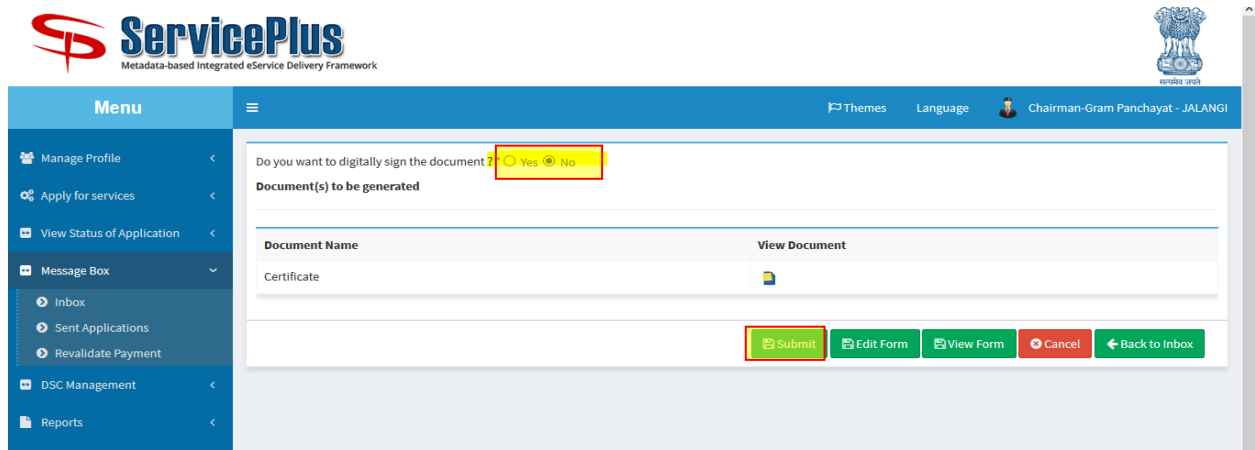 ServicePlus
Metadata-based Integrated eService Delivery Framework
सत्यमेव जयते
Menu
Themes Language Chairman-Gram Panchayat - JALANGI
Manage Profile
Apply for services
View Status of Application
Message Box
Inbox
Sent Applications
Revalidate Payment
DSC Management
Reports
Do you want to digitally sign the document ?* Yes No
Document(s) to be generated
Document Name View Document
Certificate
Submit Edit Form View Form Cancel Back to Inbox